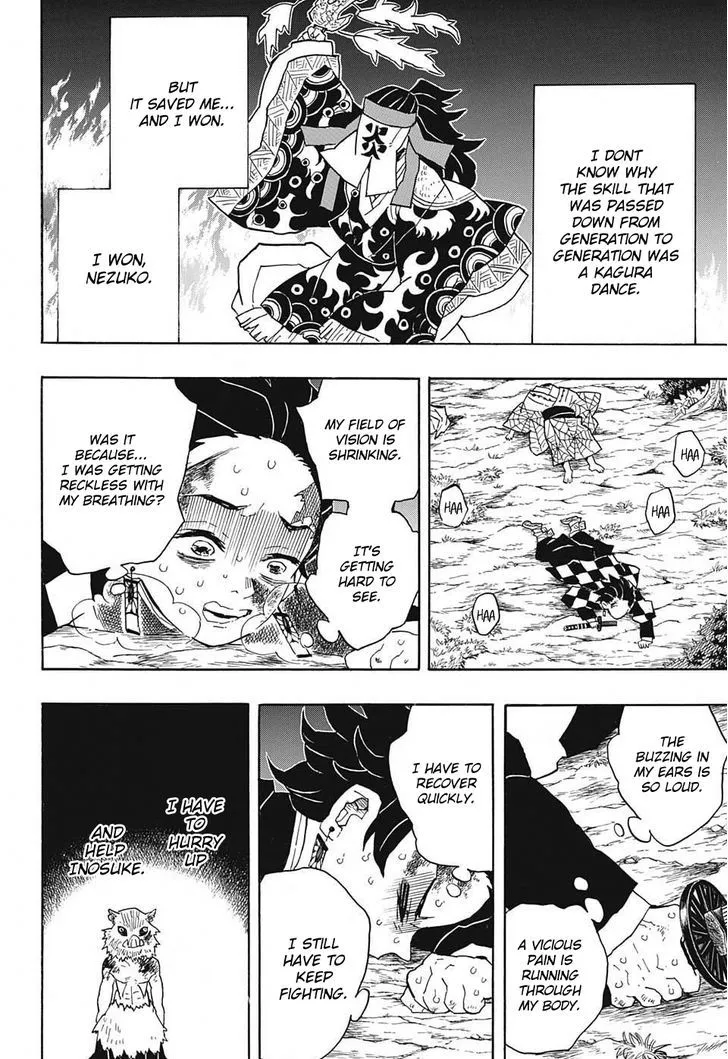 I DONT
KNOW WHY
THE SKILL THAT
WAS PASSED
DOWN FROM
GENERATION TO
GENERATION WAS
A KAGURA
DANCE.
BUT
IT SAVED ME...
AND I WON.
炎
I WON,
NEZUKO.
HAA
HAA
HAA
HAA
MY FIELD OF
VISION IS
SHRINKING.
IT'S
GETTING
HARD TO
SEE.
WAS IT
BECAUSE...
I WAS GETTING
RECKLESS WITH
MY BREATHING?
THE
BUZZING IN
MY EARS IS
SO LOUD.
A VICIOUS
PAIN IS
RUNNING
THROUGH
MY BODY.
I HAVE TO
RECOVER
QUICKLY.
I STILL
HAVE TO
KEEP
FIGHTING.
I HAVE
TO
HURRY
UP
AND
HELP
INOSUKE.